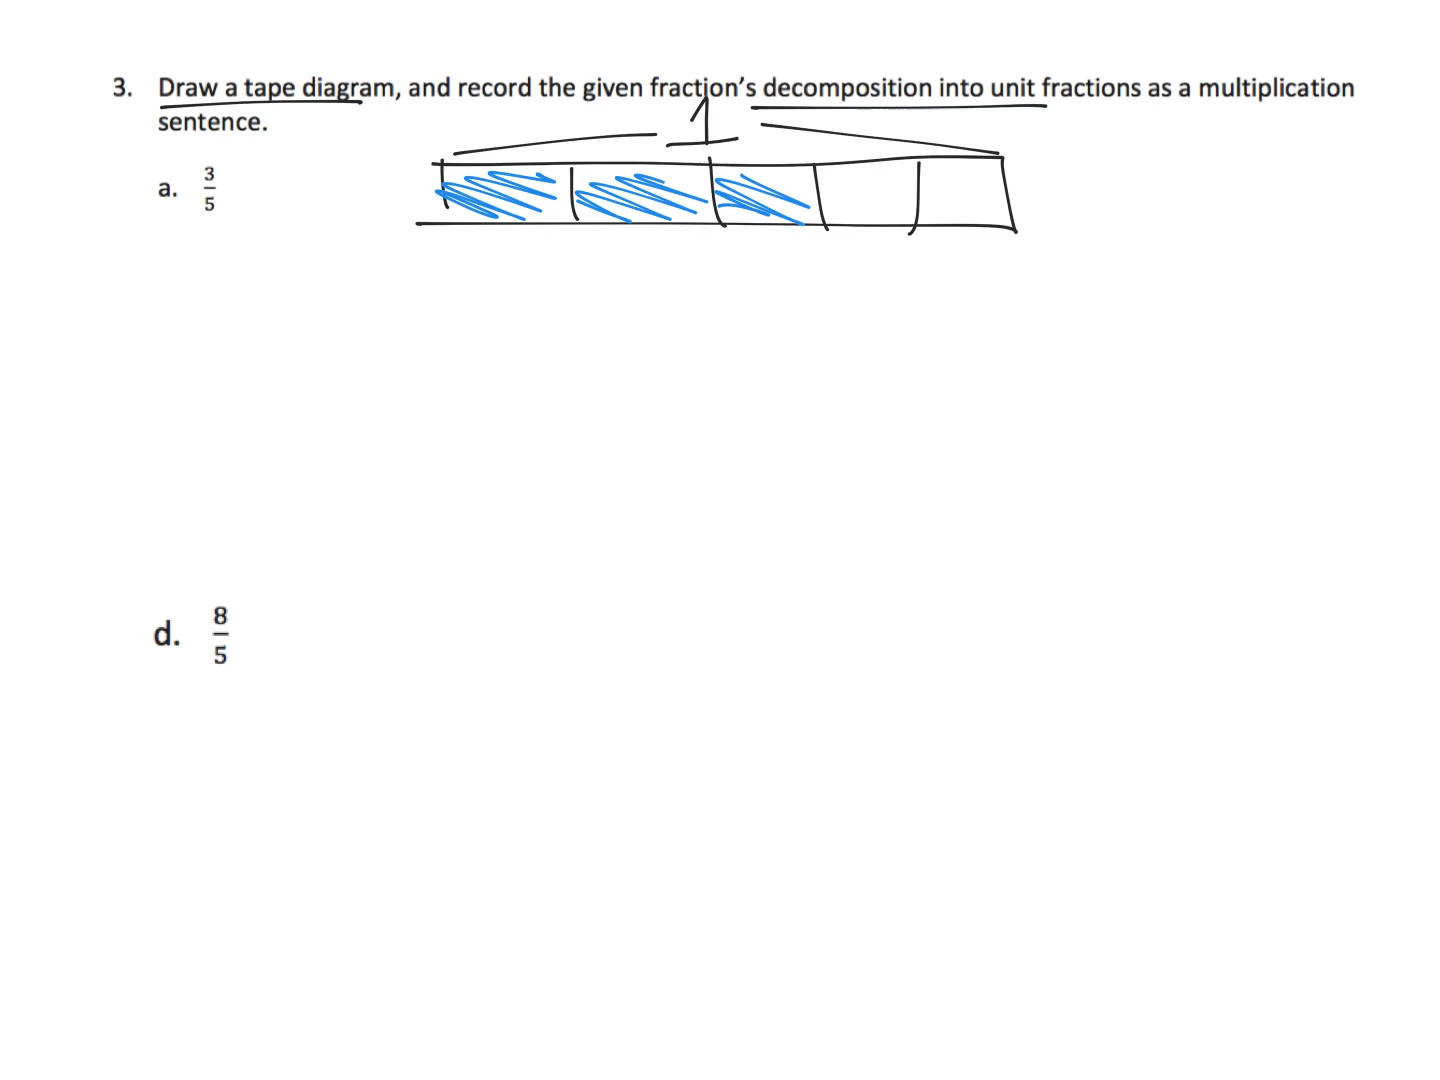 3. Draw a tape diagram, and record the given fraction's decomposition into unit fractions as a multiplication
sentence.
1
a. 3/5
d. 8/5